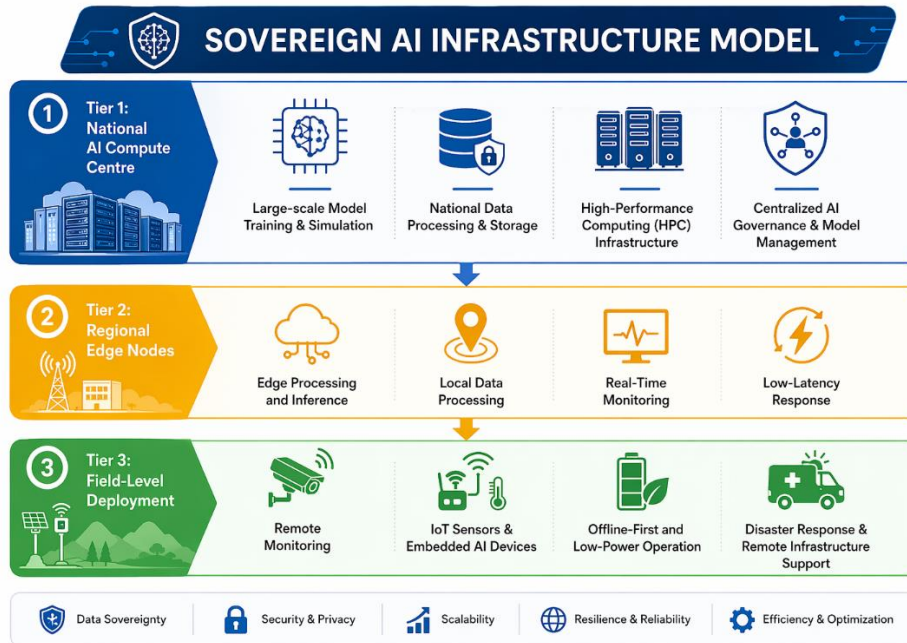 SOVEREIGN AI INFRASTRUCTURE MODEL
1
Tier 1:
National
AI Compute
Centre
Large-scale Model
Training & Simulation
National Data
Processing & Storage
High-Performance
Computing (HPC)
Infrastructure
Centralized AI
Governance & Model
Management
2
Tier 2:
Regional
Edge Nodes
Edge Processing
and Inference
Local Data
Processing
Real-Time
Monitoring
Low-Latency
Response
3
Tier 3:
Field-Level
Deployment
Remote
Monitoring
IoT Sensors &
Embedded AI Devices
Offline-First and
Low-Power Operation
Disaster Response &
Remote Infrastructure
Support
Data Sovereignty
Security & Privacy
Scalability
Resilience & Reliability
Efficiency & Optimization